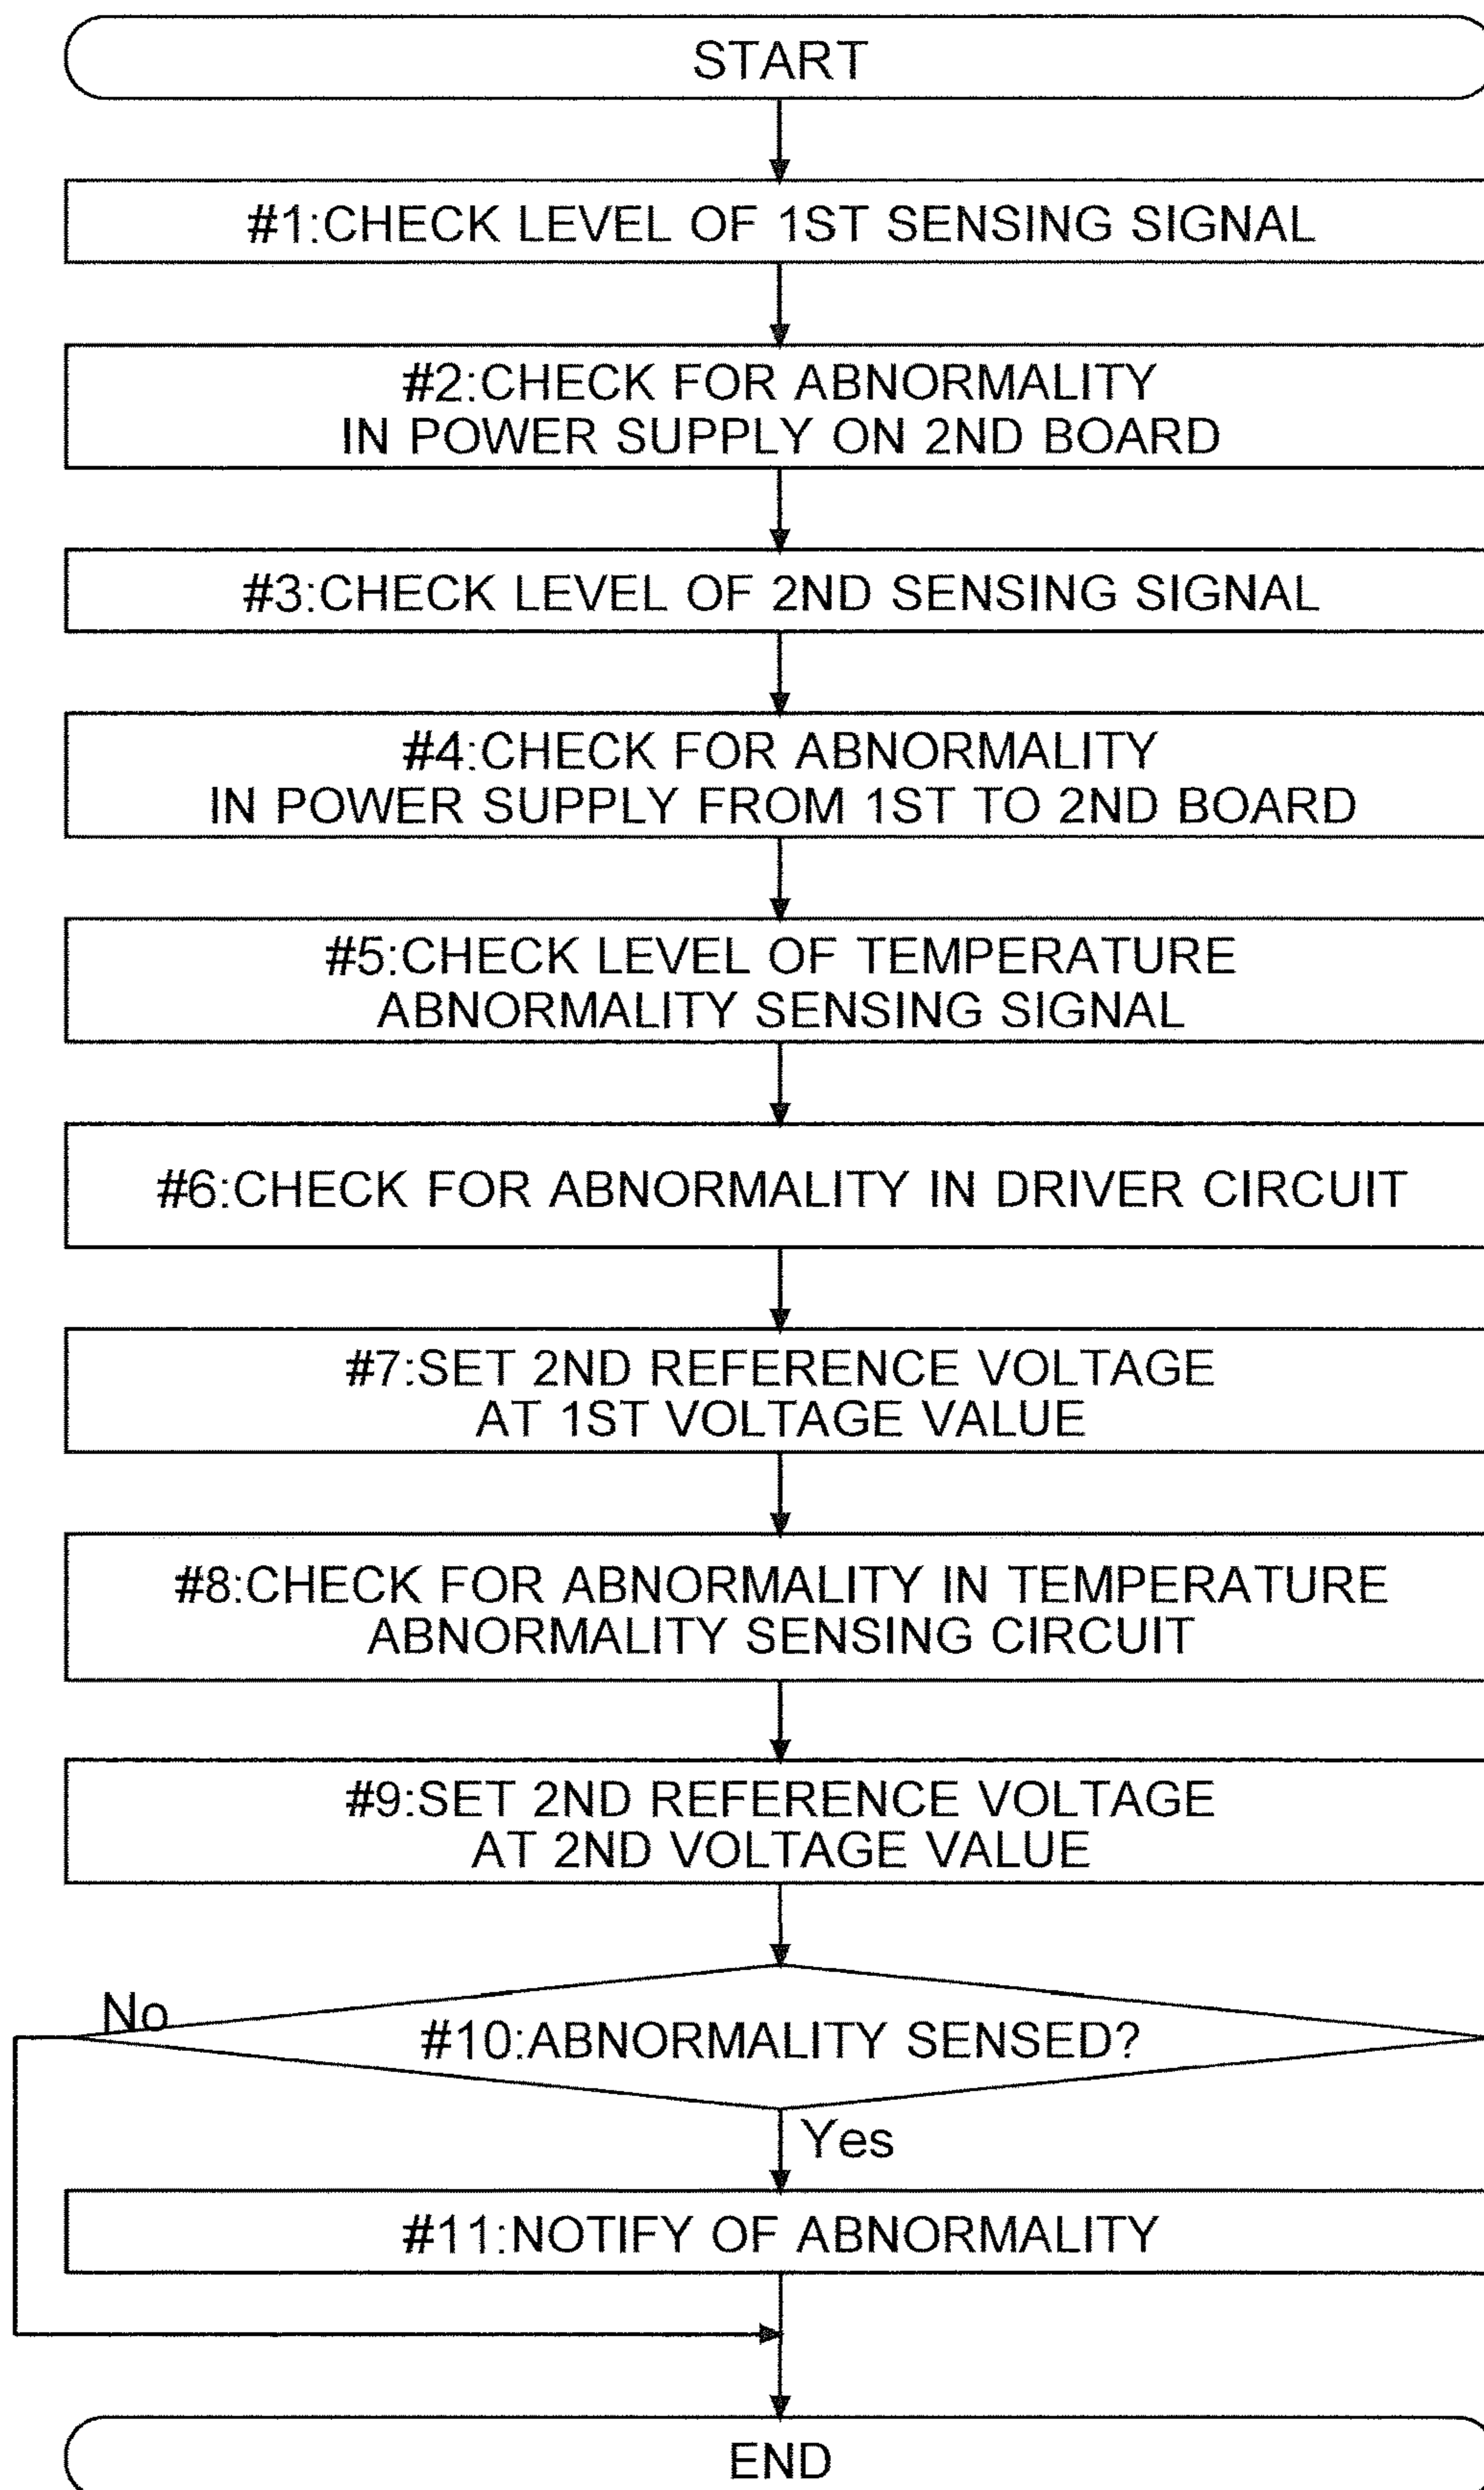 START
#1:CHECK LEVEL OF 1ST SENSING SIGNAL
#2:CHECK FOR ABNORMALITY
IN POWER SUPPLY ON 2ND BOARD
#3:CHECK LEVEL OF 2ND SENSING SIGNAL
#4:CHECK FOR ABNORMALITY
IN POWER SUPPLY FROM 1ST TO 2ND BOARD
#5:CHECK LEVEL OF TEMPERATURE
ABNORMALITY SENSING SIGNAL
#6:CHECK FOR ABNORMALITY IN DRIVER CIRCUIT
#7:SET 2ND REFERENCE VOLTAGE
AT 1ST VOLTAGE VALUE
#8:CHECK FOR ABNORMALITY IN TEMPERATURE
ABNORMALITY SENSING CIRCUIT
#9:SET 2ND REFERENCE VOLTAGE
AT 2ND VOLTAGE VALUE
No
#10:ABNORMALITY SENSED?
Yes
#11:NOTIFY OF ABNORMALITY
END